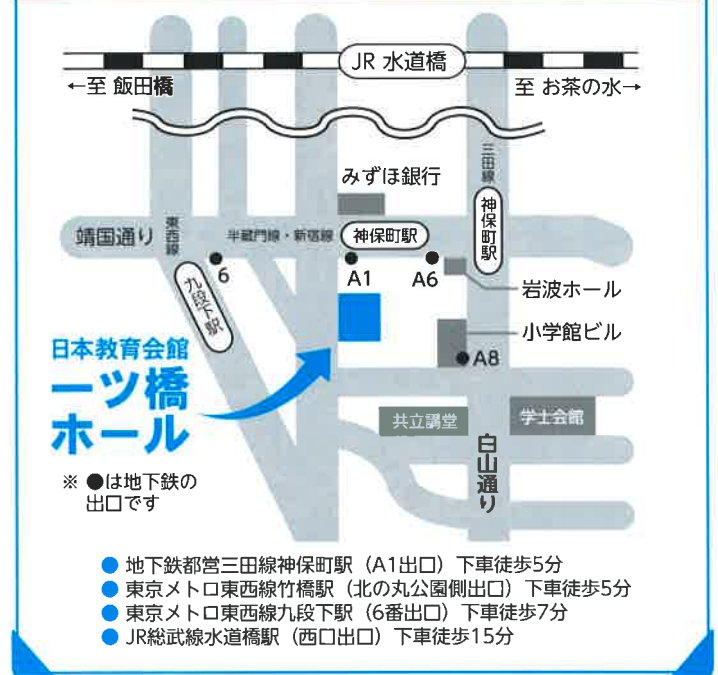 JR 水道橋
←至 飯田橋
至 お茶の水→
三田線
みずほ銀行
神保町駅
靖国通り
東西線
半蔵門線・新宿線
神保町駅
6
A1
A6
九段下駅
岩波ホール
小学館ビル
日本教育会館
一ツ橋
ホール
A8
共立講堂
学士会館
白山通り
※ ●は地下鉄の
出口です
● 地下鉄都営三田線神保町駅（A1出口）下車徒歩5分
● 東京メトロ東西線竹橋駅（北の丸公園側出口）下車徒歩5分
● 東京メトロ東西線九段下駅（6番出口）下車徒歩7分
● JR総武線水道橋駅（西口出口）下車徒歩15分